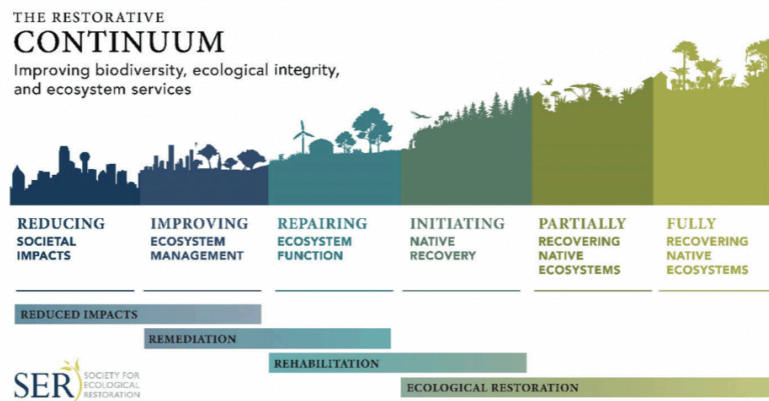 THE RESTORATIVE
CONTINUUM
Improving biodiversity, ecological integrity,
and ecosystem services
REDUCING
SOCIETAL
IMPACTS
IMPROVING
ECOSYSTEM
MANAGEMENT
REPAIRING
ECOSYSTEM
FUNCTION
INITIATING
NATIVE
RECOVERY
PARTIALLY
RECOVERING
NATIVE
ECOSYSTEMS
FULLY
RECOVERING
NATIVE
ECOSYSTEMS
REDUCED IMPACTS
REMEDIATION
REHABILITATION
ECOLOGICAL RESTORATION
SER
SOCIETY FOR
ECOLOGICAL
RESTORATION